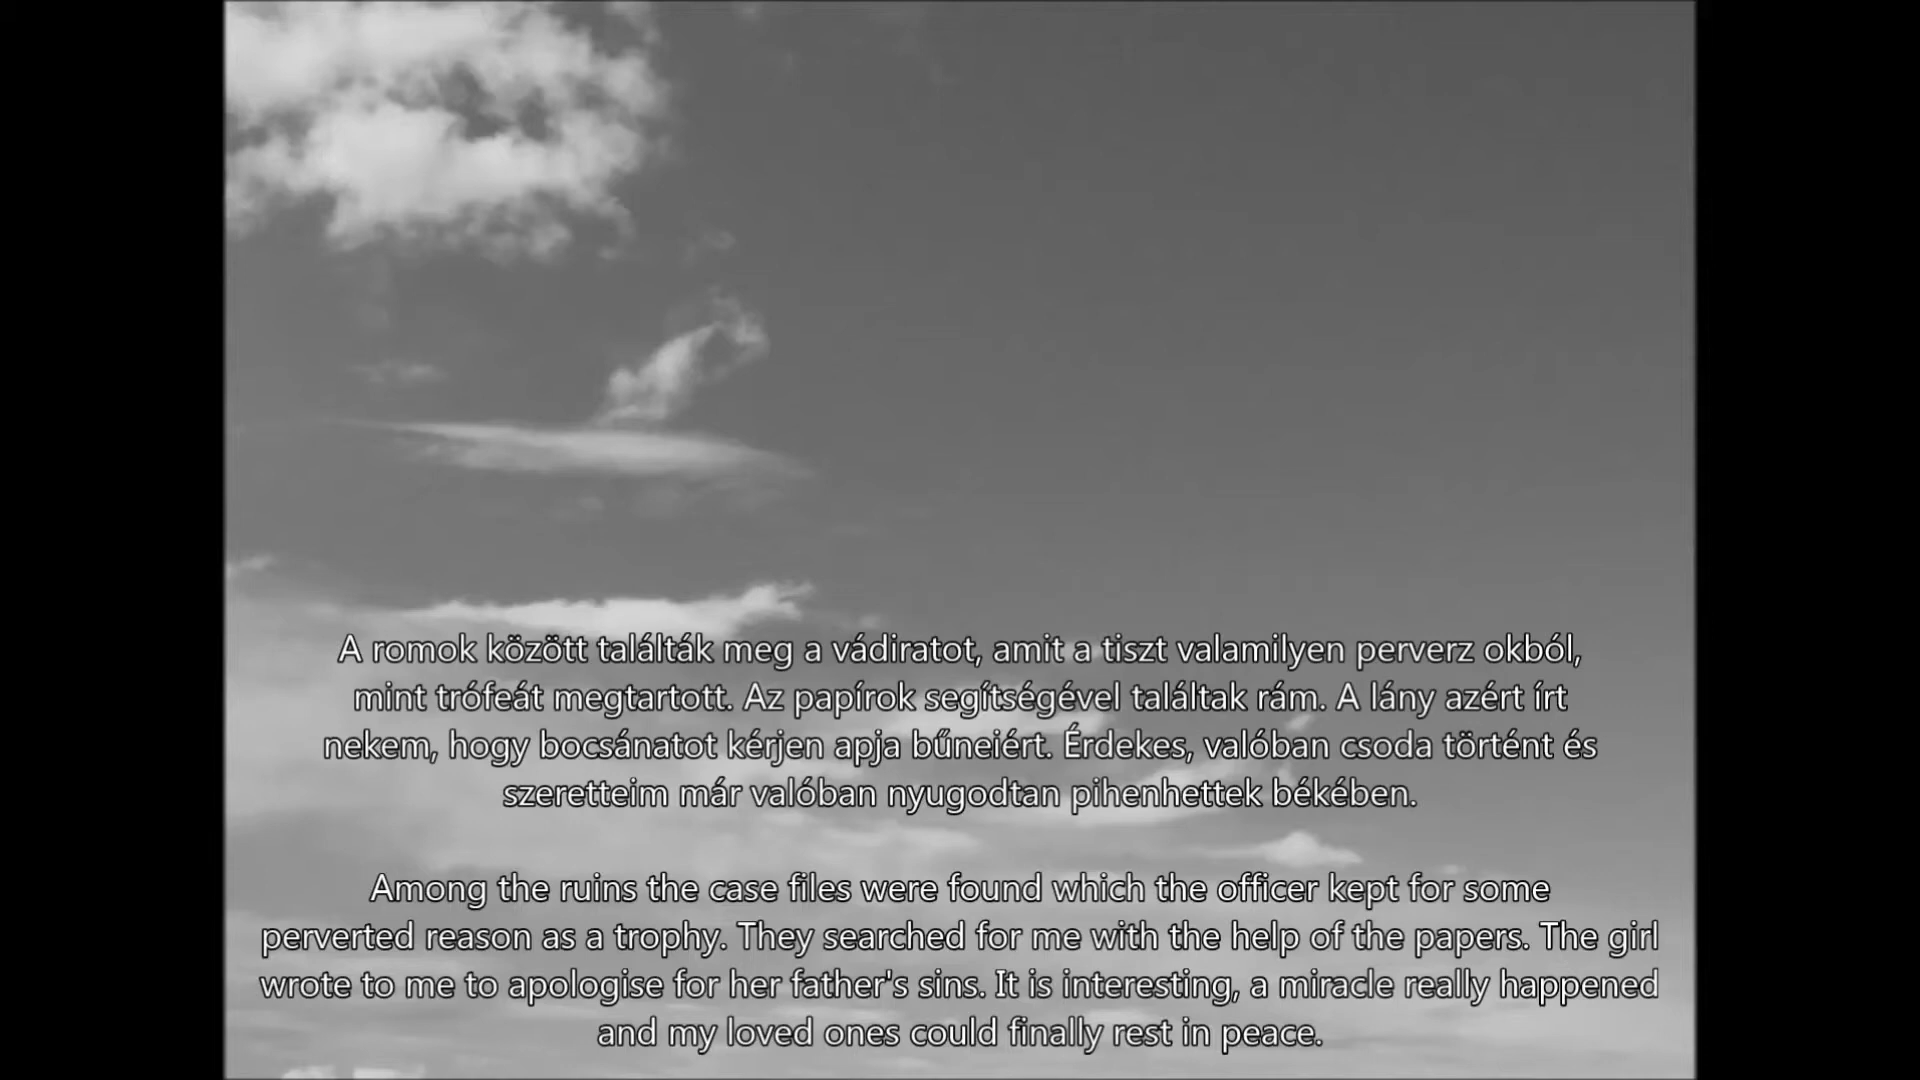 A romok között találták meg a vádiratot, amit a tiszt valamilyen perverz okból,
mint trófeát megtartott. Az papírok segítségével találtak rám. A lány azért írt
nekem, hogy bocsánatot kérjen apja bűneiért. Érdekes, valóban csoda történt és
szeretteim már valóban nyugodtan pihenhettek békében.
Among the ruins the case files were found which the officer kept for some
perverted reason as a trophy. They searched for me with the help of the papers. The girl
wrote to me to apologise for her father's sins. It is interesting, a miracle really happened
and my loved ones could finally rest in peace.